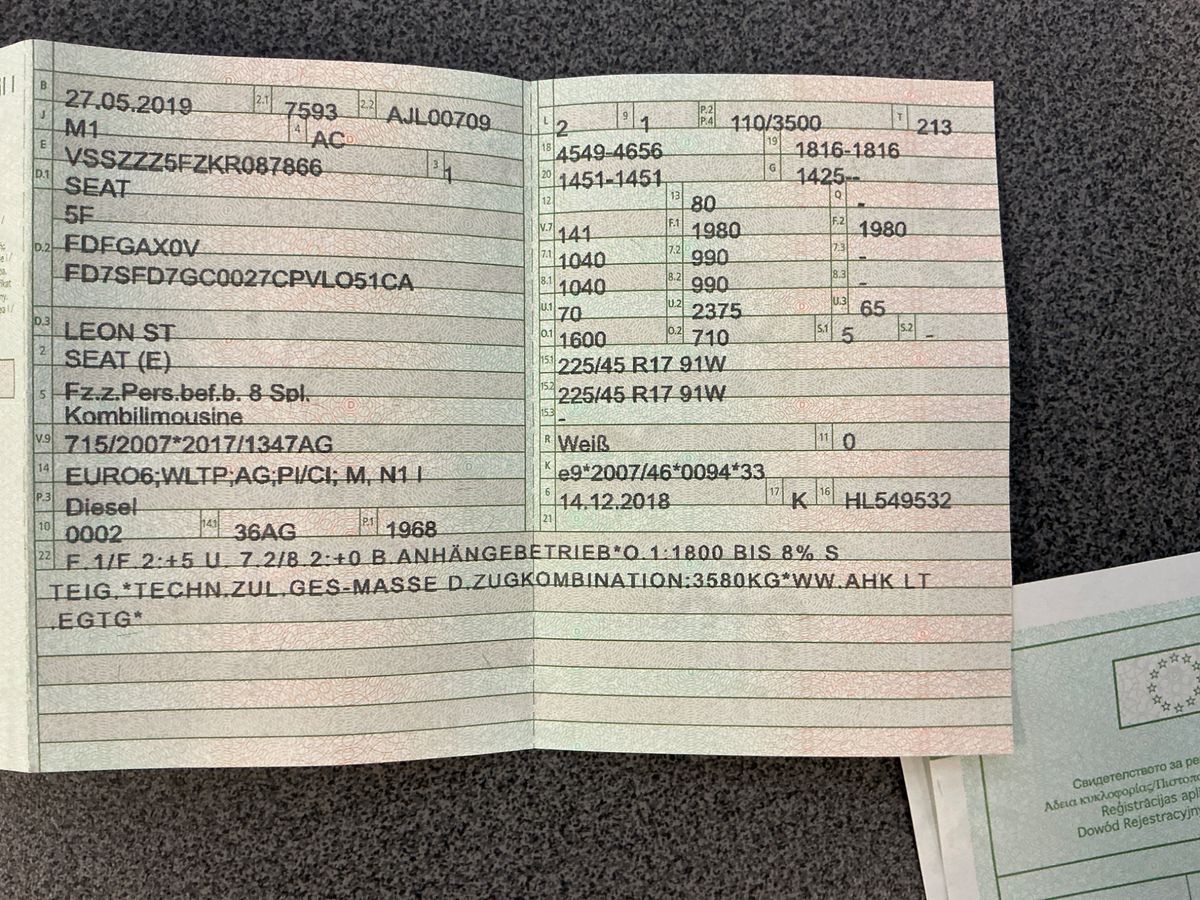 B 27.05.2019 2.1 7593 2.2 AJL00709
J M1 4 AC
E VSSZZZ5FZKR087866 3 1
D.1 SEAT
5F
D.2 FDFGAX0V
FD7SFD7GC0027CPVLO51CA
D.3 LEON ST
2 SEAT (E)
5 Fz.z.Pers.bef.b. 8 Spl.
Kombilimousine
V.9 715/2007*2017/1347AG
14 EURO6;WLTP;AG;PI/CI; M, N1 I
P.3 Diesel
10 0002 14.1 36AG P.1 1968
L 2 9 1 P.2 P.4 110/3500 T 213
18 4549-4656 19 1816-1816
20 1451-1451 G 1425--
12 13 80 Q -
V.7 141 F.1 1980 F.2 1980
7.1 1040 7.2 990 7.3 -
8.1 1040 8.2 990 8.3 -
U.1 70 U.2 2375 U.3 65
O.1 1600 O.2 710 S.1 5 S.2 -
15.1 225/45 R17 91W
15.2 225/45 R17 91W
15.3 -
R Weiß 11 0
K e9*2007/46*0094*33
6 14.12.2018 17 K 16 HL549532
21
22 F.1/F.2:+5 U. 7.2/8.2:+0 B.ANHÄNGEBETRIEB*O.1:1800 BIS 8% S
TEIG.*TECHN.ZUL.GES-MASSE D.ZUGKOMBINATION:3580KG*WW.AHK LT
.EGTG*
Свидетелството за ре
Άδεια κυκλοφορίας/Πιστοπο
Reģistrācijas apli
Dowód Rejestracyjny